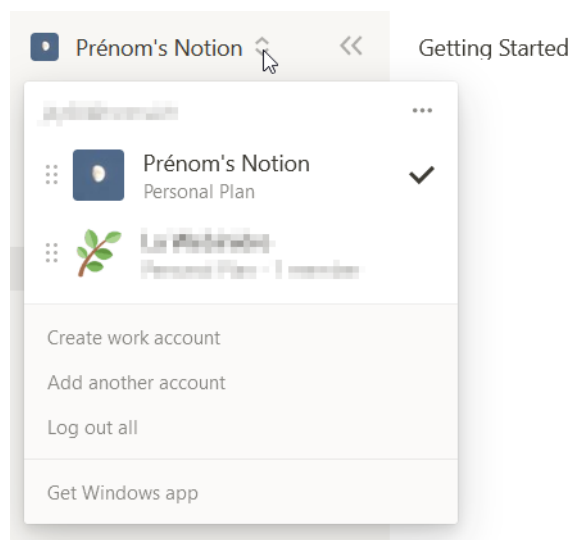 Prénom's Notion
Getting Started
Prénom's Notion
Personal Plan
Create work account
Add another account
Log out all
Get Windows app